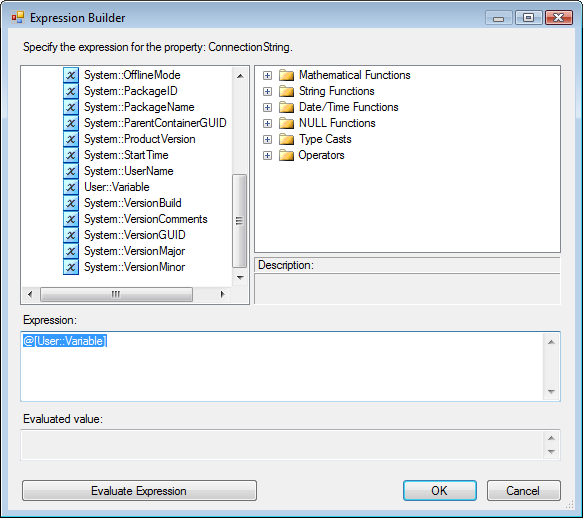 Expression Builder
Specify the expression for the property: ConnectionString.
System::OfflineMode
System::PackageID
System::PackageName
System::ParentContainerGUID
System::ProductVersion
System::StartTime
System::UserName
User::Variable
System::VersionBuild
System::VersionComments
System::VersionGUID
System::VersionMajor
System::VersionMinor
Mathematical Functions
String Functions
Date/Time Functions
NULL Functions
Type Casts
Operators
Description:
Expression:
@[User::Variable]
Evaluated value:
Evaluate Expression
OK
Cancel